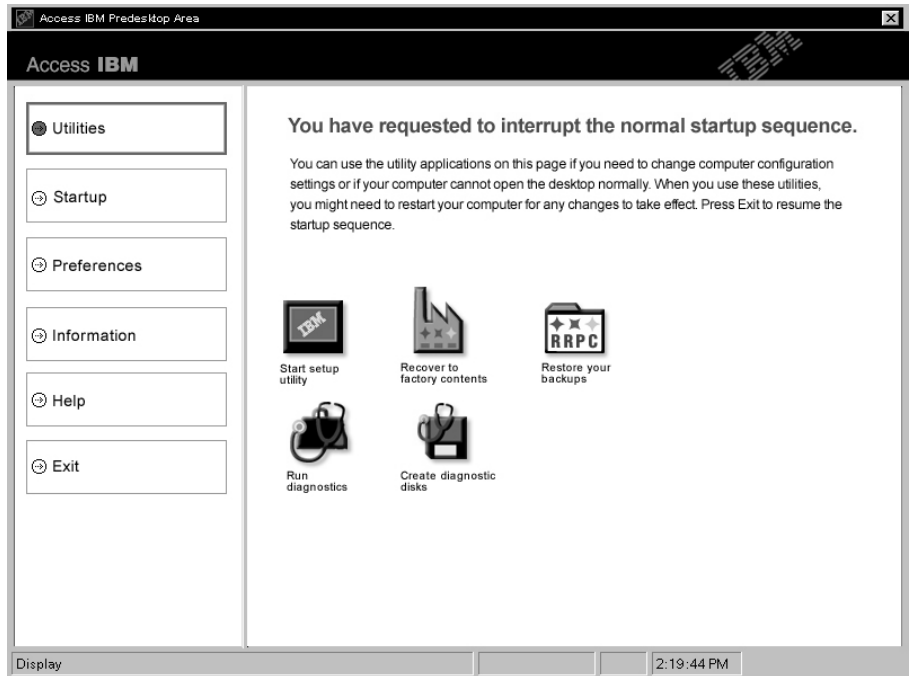 Access IBM Predesktop Area
Access IBM
IBM
Utilities
Startup
Preferences
Information
Help
Exit
You have requested to interrupt the normal startup sequence.
You can use the utility applications on this page if you need to change computer configuration
settings or if your computer cannot open the desktop normally. When you use these utilities,
you might need to restart your computer for any changes to take effect. Press Exit to resume the
startup sequence.
IBM
Start setup
utility
Recover to
factory contents
RRPC
Restore your
backups
Run
diagnostics
Create diagnostic
disks
Display
2:19:44 PM